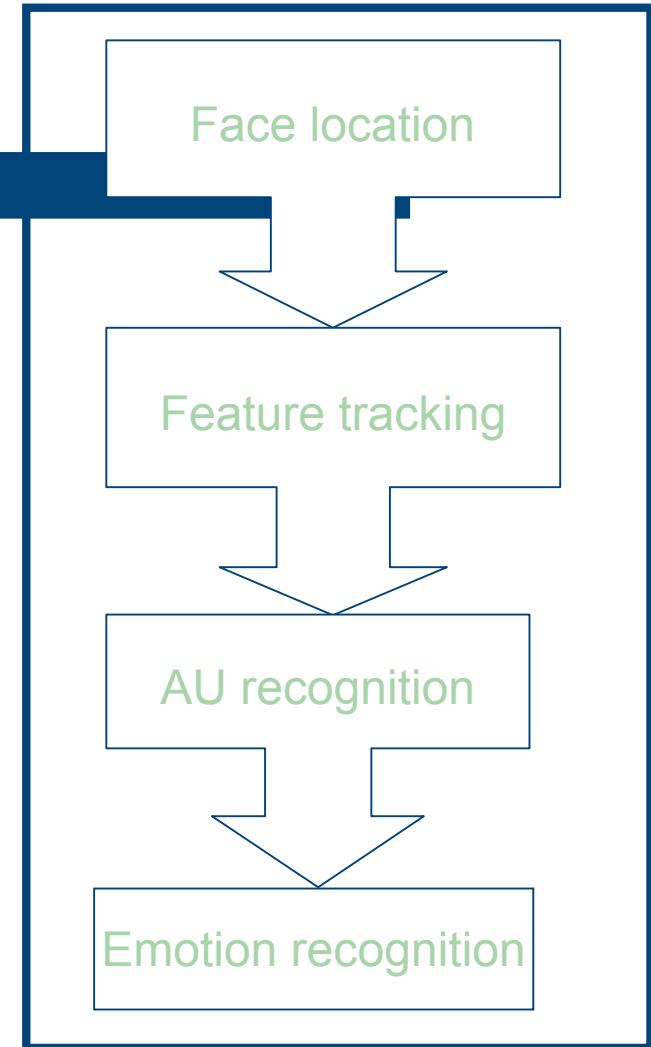 Face location
Feature tracking
AU recognition
Emotion recognition